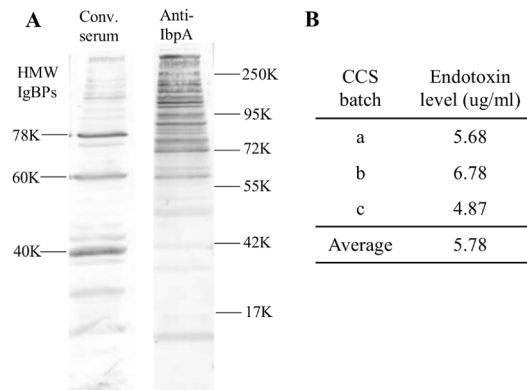 A
Conv. serum
Anti- IbpA
HMW IgBPs
78K
60K
40K
250K
95K
72K
55K
42K
17K
B
CCS batch Endotoxin level (ug/ml)
a 5.68
b 6.78
c 4.87
Average 5.78